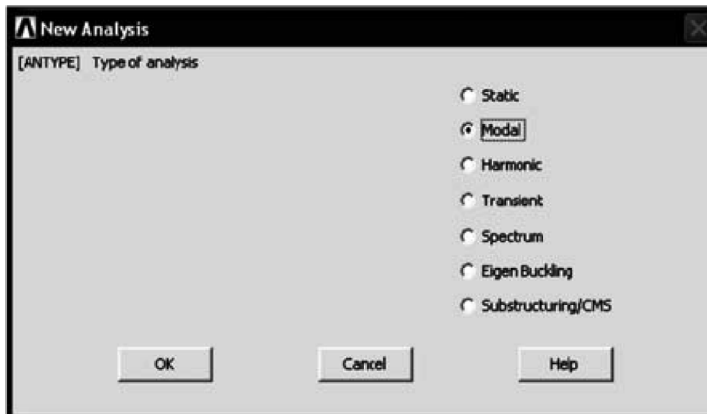 New Analysis
[ANTYPE] Type of analysis
Static
Modal
Harmonic
Transient
Spectrum
Eigen Buckling
Substructuring/CMS
OK Cancel Help